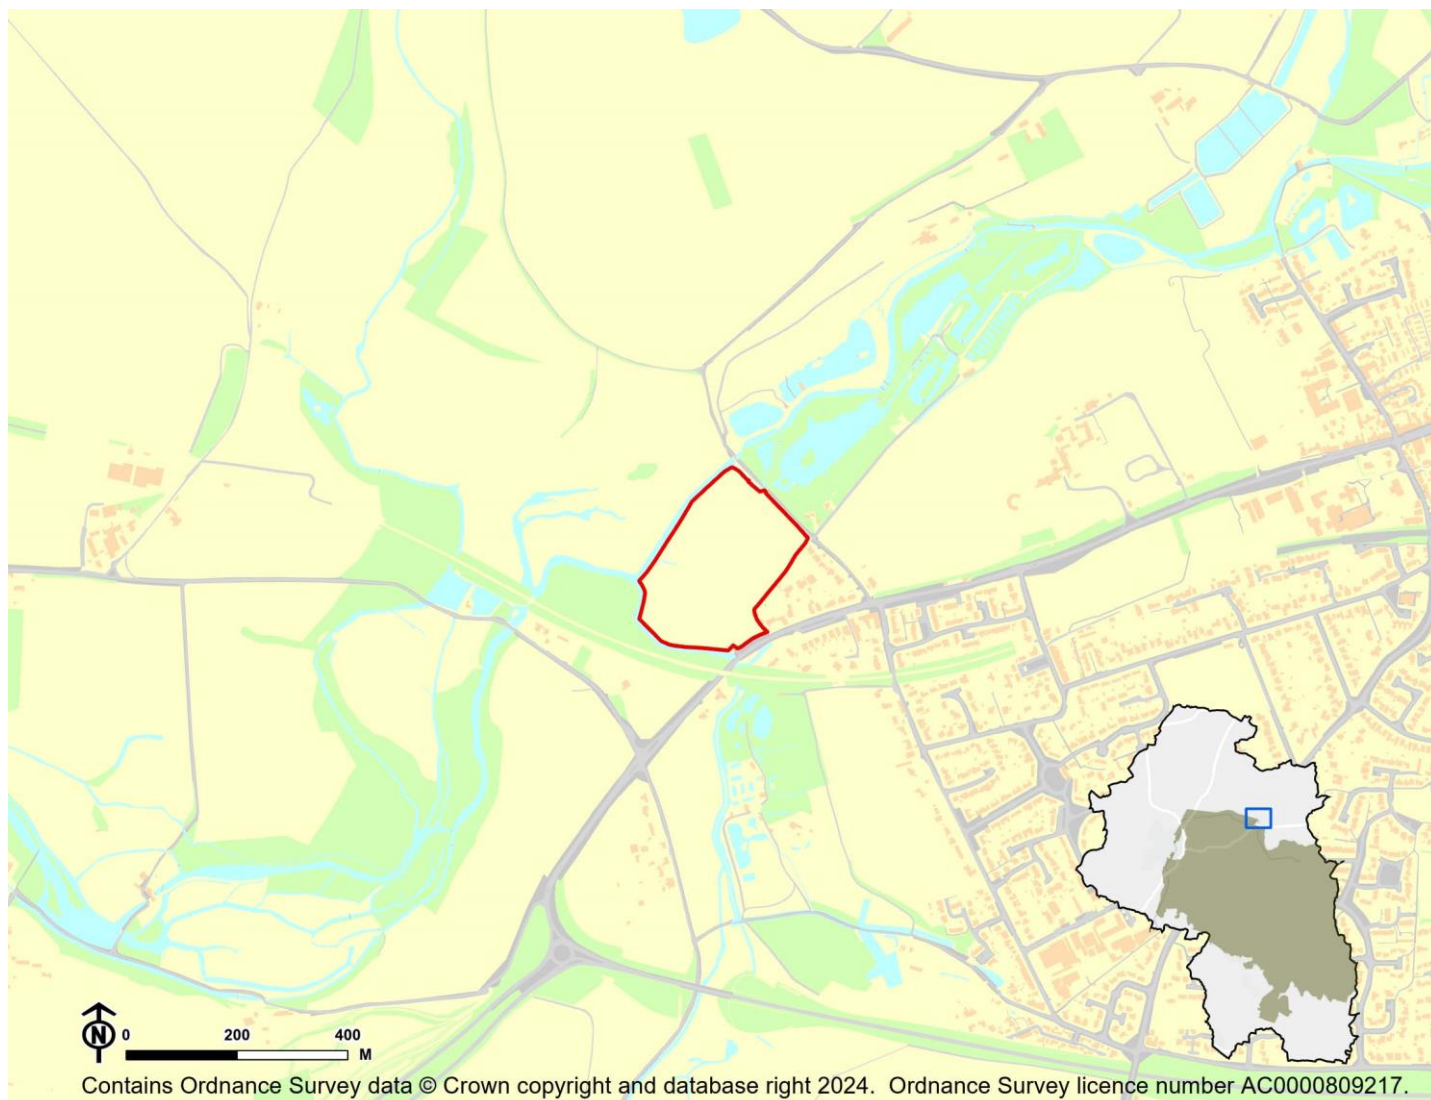 N
0 200 400
M
Contains Ordnance Survey data © Crown copyright and database right 2024. Ordnance Survey licence number AC0000809217.